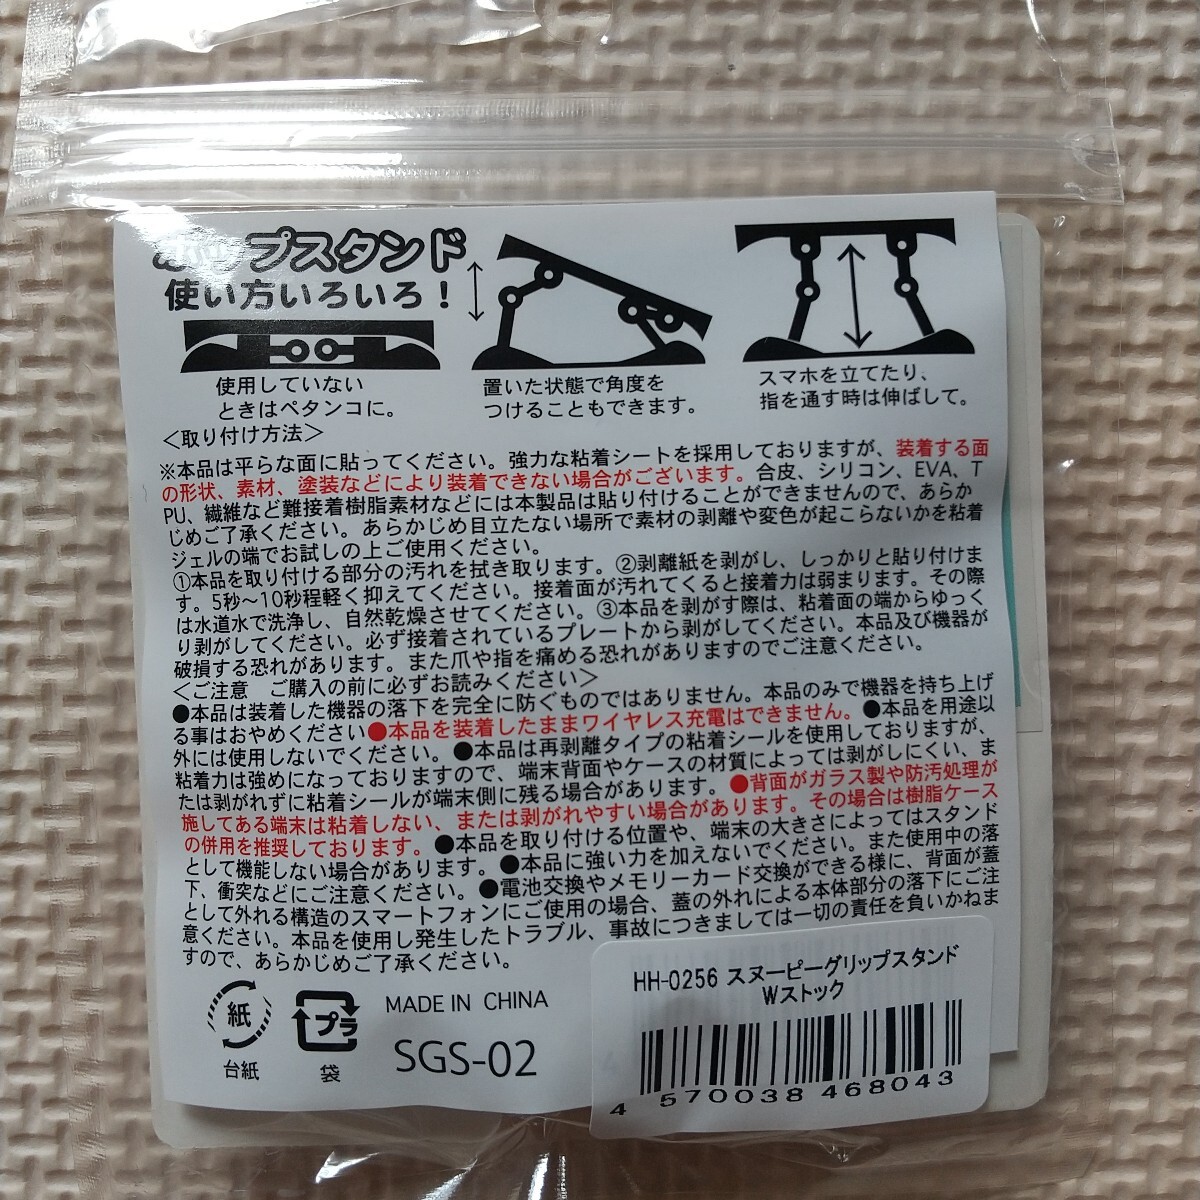 ポップスタンド
使い方いろいろ！
使用していない
ときはペタンコに。
置いた状態で角度を
つけることもできます。
スマホを立てたり、
指を通す時は伸ばして。
＜取り付け方法＞
※本品は平らな面に貼ってください。強力な粘着シートを採用しておりますが、装着する面
の形状、素材、塗装などにより装着できない場合がございます。合皮、シリコン、EVA、T
PU、繊維など難接着樹脂素材などには本製品は貼り付けることができませんので、あらか
じめご了承ください。あらかじめ目立たない場所で素材の剥離や変色が起こらないかを粘着
ジェルの端でお試しの上ご使用ください。
①本品を取り付ける部分の汚れを拭き取ります。②剥離紙を剥がし、しっかりと貼り付けま
す。5秒～10秒程軽く抑えてください。接着面が汚れてくると接着力は弱まります。その際
は水道水で洗浄し、自然乾燥させてください。③本品を剥がす際は、粘着面の端からゆっく
り剥がしてください。必ず接着されているプレートから剥がしてください。本品及び機器が
破損する恐れがあります。また爪や指を痛める恐れがありますのでご注意ください。
＜ご注意　ご購入の前に必ずお読みください＞
●本品は装着した機器の落下を完全に防ぐものではありません。本品のみで機器を持ち上げ
る事はおやめください●本品を装着したままワイヤレス充電はできません。●本品を用途以
外には使用しないでください。●本品は再剥離タイプの粘着シールを使用しておりますが、
粘着力は強めになっておりますので、端末背面やケースの材質によっては剥がしにくい、ま
たは剥がれずに粘着シールが端末側に残る場合があります。●背面がガラス製や防汚処理が
施してある端末は粘着しない、または剥がれやすい場合があります。その場合は樹脂ケース
の併用を推奨しております。●本品を取り付ける位置や、端末の大きさによってはスタンド
として機能しない場合があります。●本品に強い力を加えないでください。また使用中の落
下、衝突などにご注意ください。●電池交換やメモリーカード交換ができる様に、背面が蓋
として外れる構造のスマートフォンにご使用の場合、蓋の外れによる本体部分の落下にご注
意ください。本品を使用し発生したトラブル、事故につきましては一切の責任を負いかねま
すので、あらかじめご了承ください。
紙
台紙
プラ
袋
MADE IN CHINA
SGS-02
HH-0256 スヌーピーグリップスタンド
Wストック
4 570038 468043